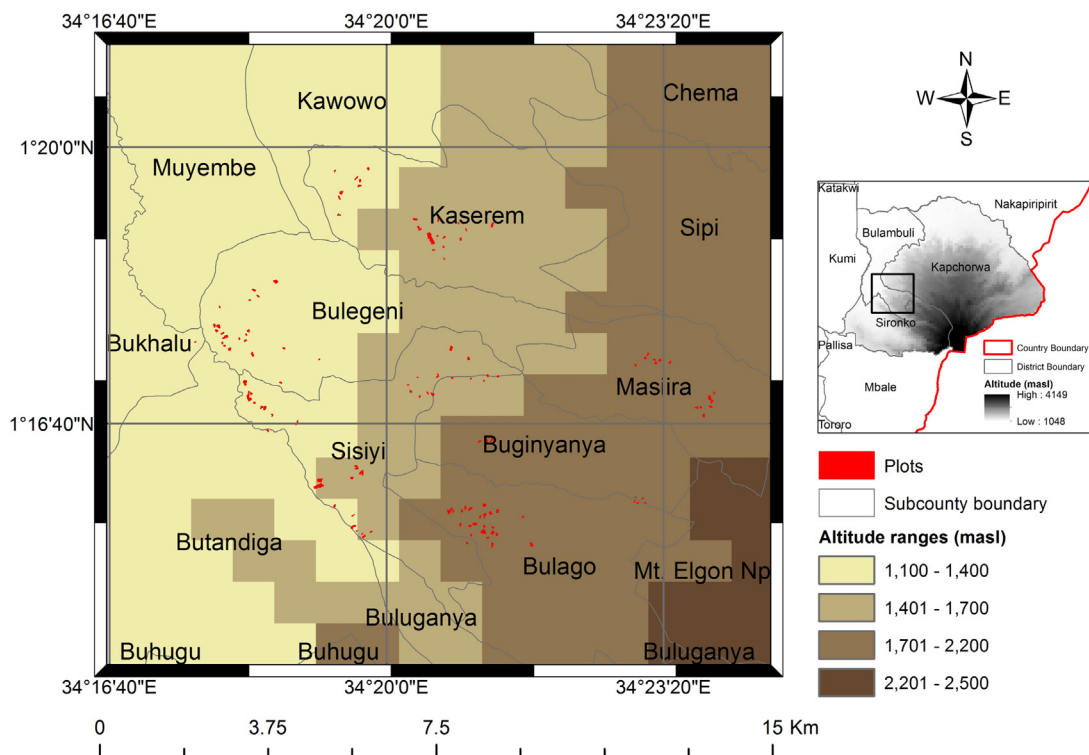 34°16'40"E 34°20'0"E 34°23'20"E
Kawowo
Chema
1°20'0"N
Muyembe
Kaserem
Sipi
Bulegeni
Bukhalu
Masiira
1°16'40"N
Sisiyi
Buginyanya
Butandiga
Bulago
Mt. Elgon Np
Buluganya
Buhugu
Buhugu
Buluganya
34°16'40"E 34°20'0"E 34°23'20"E
0 3.75 7.5 15 Km
N
W E
S
Katakwi
Nakapiripirit
Bulambuli
Kumi
Kapchorwa
Sironko
Pallisa
Mbale
Tororo
Country Boundary
District Boundary
Altitude (masl)
High : 4149
Low : 1048
Plots
Subcounty boundary
Altitude ranges (masl)
1,100 - 1,400
1,401 - 1,700
1,701 - 2,200
2,201 - 2,500